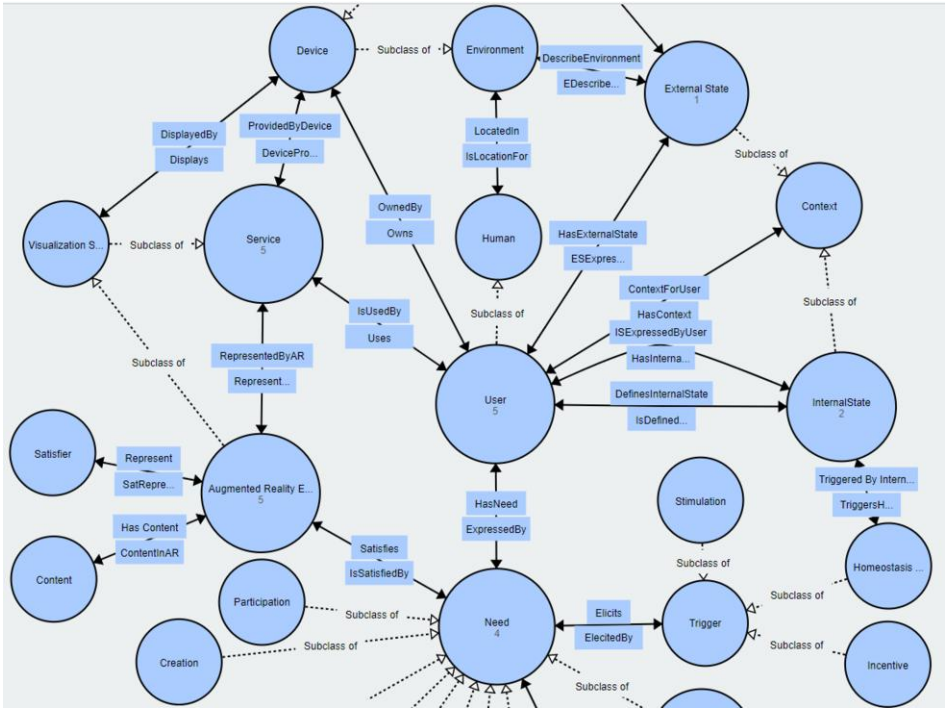 Device
Subclass of
Environment
DescribeEnvironment
EDescribe...
External State
1
DisplayedBy
Displays
ProvidedByDevice
DevicePro...
LocatedIn
IsLocationFor
Subclass of
Context
Visualization S...
Subclass of
Service
5
OwnedBy
Owns
Human
HasExternalState
ESExpres...
ContextForUser
HasContext
ISExpressedByUser
HasInterna...
Subclass of
IsUsedBy
Uses
Subclass of
RepresentedByAR
Represent...
Subclass of
User
5
DefinesInternalState
IsDefined...
InternalState
2
Satisfier
Represent
SatRepre...
Augmented Reality E...
5
HasNeed
ExpressedBy
Stimulation
Triggered By Intern...
TriggersH...
Has Content
ContentInAR
Content
Satisfies
IsSatisfiedBy
Subclass of
Homeostasis ...
Participation
Subclass of
Subclass of
Need
4
Elicits
ElecitedBy
Trigger
Subclass of
Creation
Subclass of
Subclass of
Subclass of
Incentive